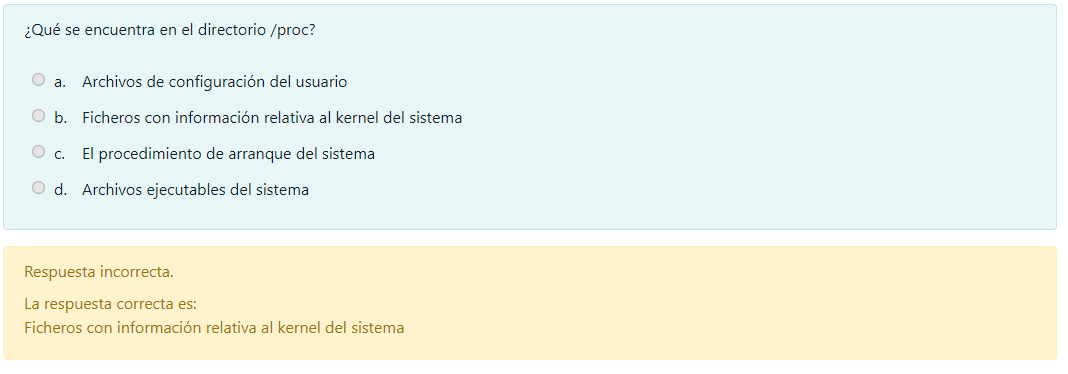 ¿Qué se encuentra en el directorio /proc?
a. Archivos de configuración del usuario
b. Ficheros con información relativa al kernel del sistema
c. El procedimiento de arranque del sistema
d. Archivos ejecutables del sistema
Respuesta incorrecta.
La respuesta correcta es:
Ficheros con información relativa al kernel del sistema